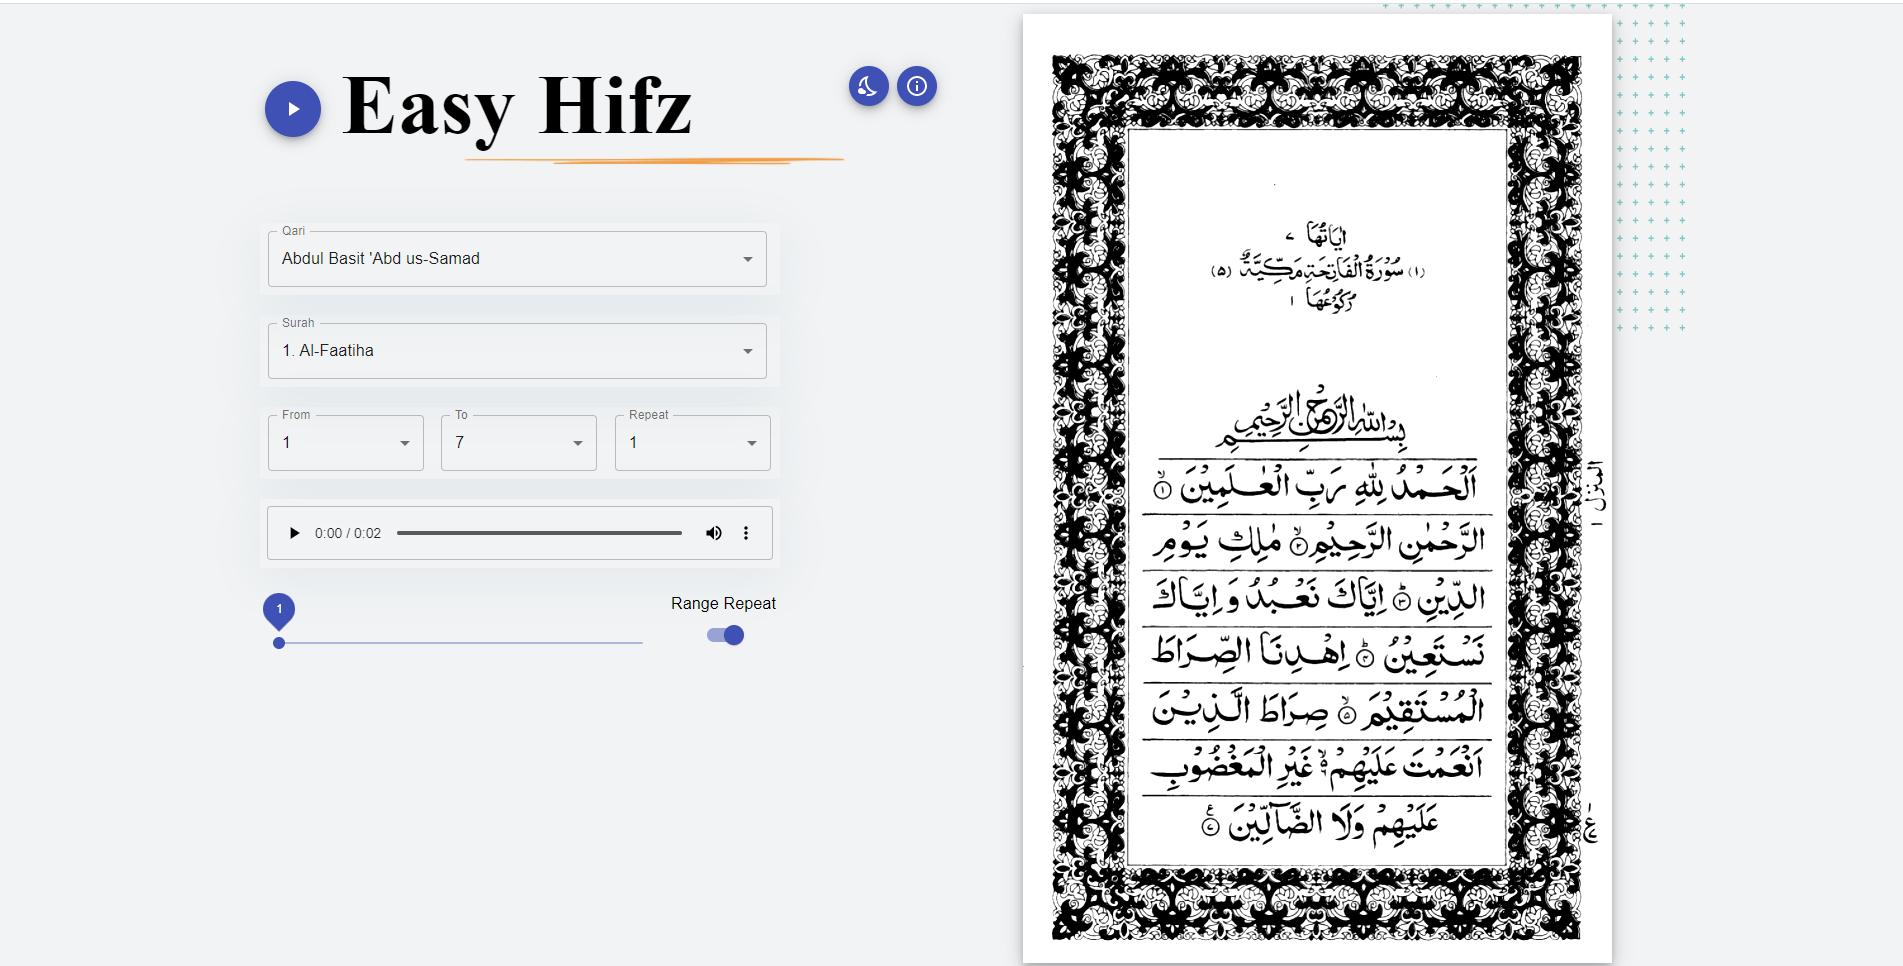 Easy Hifz
Qari
Abdul Basit 'Abd us-Samad
Surah
1. Al-Faatiha
From
1
To
7
Repeat
1
0:00 / 0:02
1
Range Repeat
اٰيَاتُهَا ٧
(١) سُوْرَةُ الْفَاتِحَةِ مَكِّيَّةٌ (٥)
رُكُوْعُهَا ١
بِسْمِ اللّٰهِ الرَّحْمٰنِ الرَّحِيْمِ
اَلْحَمْدُ لِلّٰهِ رَبِّ الْعٰلَمِيْنَ ۙ ١
الرَّحْمٰنِ الرَّحِيْمِ ۙ ٢ مٰلِكِ يَوْمِ
الدِّيْنِ ؕ ٣ اِيَّاكَ نَعْبُدُ وَ اِيَّاكَ
نَسْتَعِيْنُ ؕ ٤ اِهْدِنَا الصِّرَاطَ
الْمُسْتَقِيْمَ ۙ ٥ صِرَاطَ الَّذِيْنَ
اَنْعَمْتَ عَلَيْهِمْ ۙ غَيْرِ الْمَغْضُوْبِ
عَلَيْهِمْ وَلَا الضَّآلِّيْنَ ٧
المنزل ١